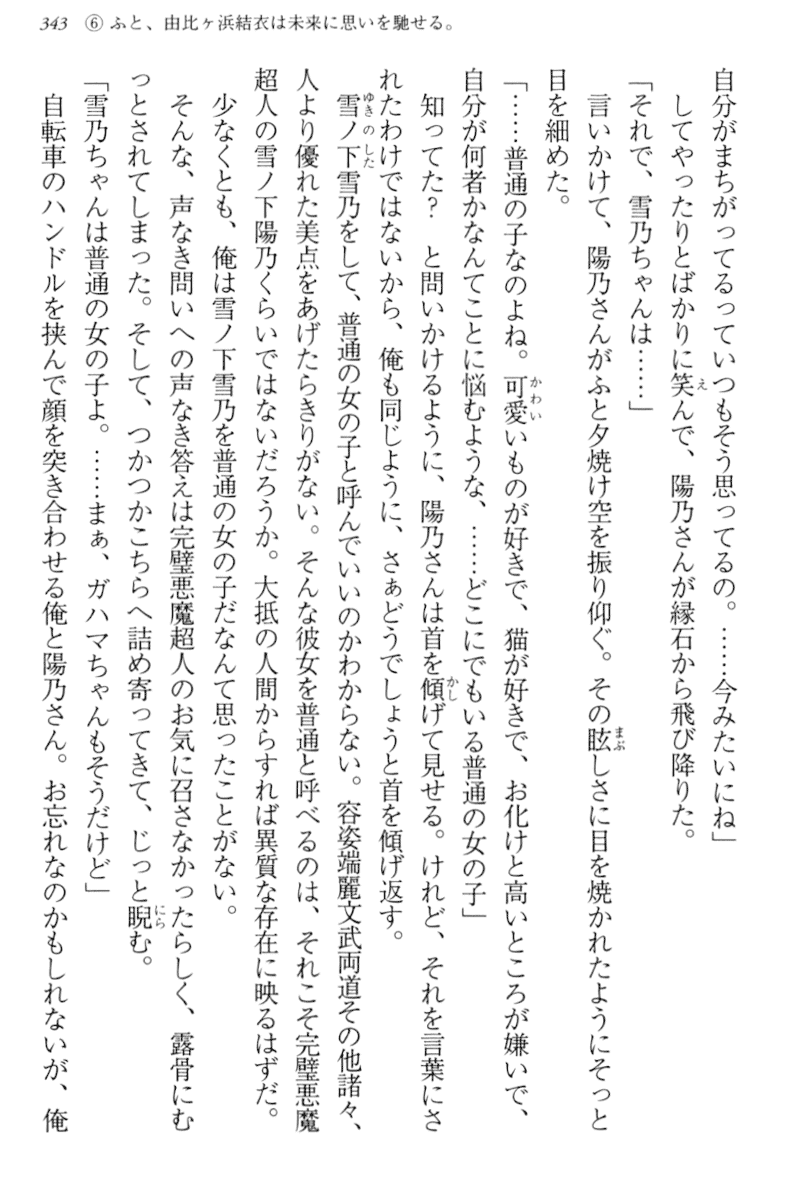 343 ⑥ ふと、由比ヶ浜結衣は未来に思いを馳せる。
自分がまちがってるっていつもそう思ってるの。……今みたいにね」
してやったりとばかりに笑んで、陽乃さんが縁石から飛び降りた。
「それで、雪乃ちゃんは……」
言いかけて、陽乃さんがふと夕焼け空を振り仰ぐ。その眩しさに目を焼かれたようにそっと
目を細めた。
「……普通の子なのよね。可愛いものが好きで、猫が好きで、お化けと高いところが嫌いで、
自分が何者かなんてことに悩むような、……どこにでもいる普通の女の子」
知ってた？　と問いかけるように、陽乃さんは首を傾げて見せる。けれど、それを言葉にさ
れたわけではないから、俺も同じように、さぁどうでしょうと首を傾げ返す。
雪ノ下雪乃をして、普通の女の子と呼んでいいのかわからない。容姿端麗文武両道その他諸々、
人より優れた美点をあげたらきりがない。そんな彼女を普通と呼べるのは、それこそ完璧悪魔
超人の雪ノ下陽乃くらいではないだろうか。大抵の人間からすれば異質な存在に映るはずだ。
少なくとも、俺は雪ノ下雪乃を普通の女の子だなんて思ったことがない。
そんな、声なき問いへの声なき答えは完璧悪魔超人のお気に召さなかったらしく、露骨にむ
っとされてしまった。そして、つかつかこちらへ詰め寄ってきて、じっと睨む。
「雪乃ちゃんは普通の女の子よ。……まぁ、ガハマちゃんもそうだけど」
自転車のハンドルを挟んで顔を突き合わせる俺と陽乃さん。お忘れなのかもしれないが、俺